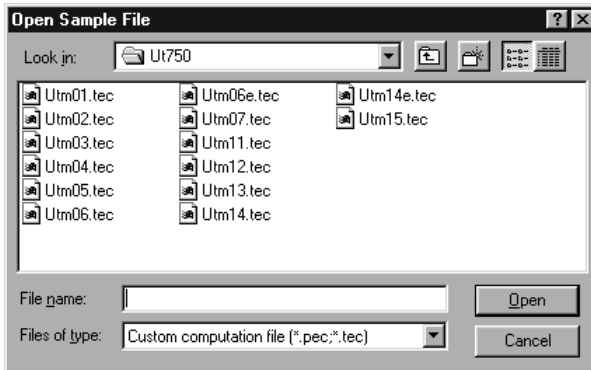 Open Sample File
Look in: Ut750
Utm01.tec Utm06e.tec Utm14e.tec
Utm02.tec Utm07.tec Utm15.tec
Utm03.tec Utm11.tec
Utm04.tec Utm12.tec
Utm05.tec Utm13.tec
Utm06.tec Utm14.tec
File name: Open
Files of type: Custom computation file (*.pec;*.tec) Cancel